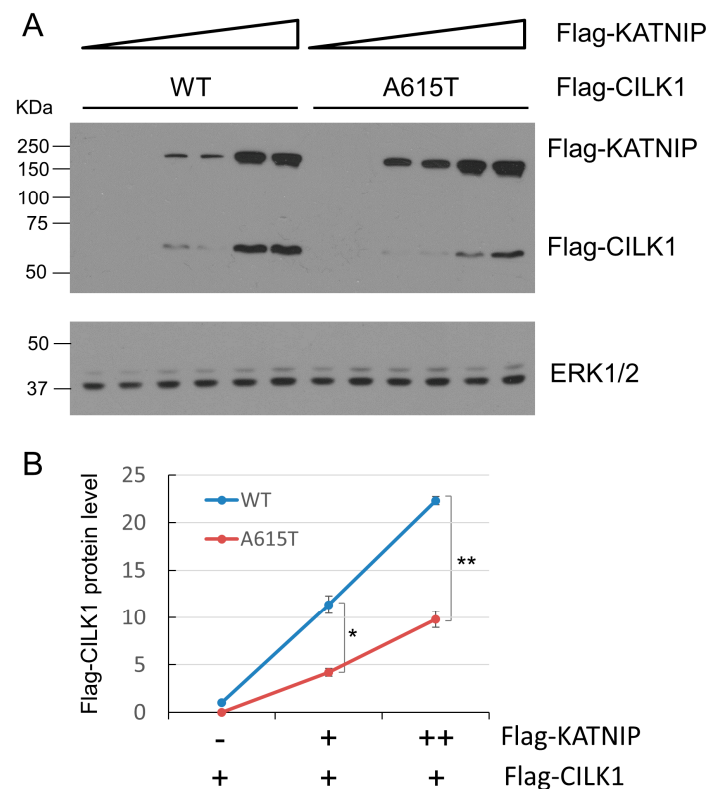 A
Flag-KATNIP
WT A615T Flag-CILK1
KDa
250
150
100
75
50
Flag-KATNIP
Flag-CILK1
50
37
ERK1/2
B
Flag-CILK1 protein level
25
20
15
10
5
0
WT
A615T
*
**
- + ++ Flag-KATNIP
+ + + Flag-CILK1